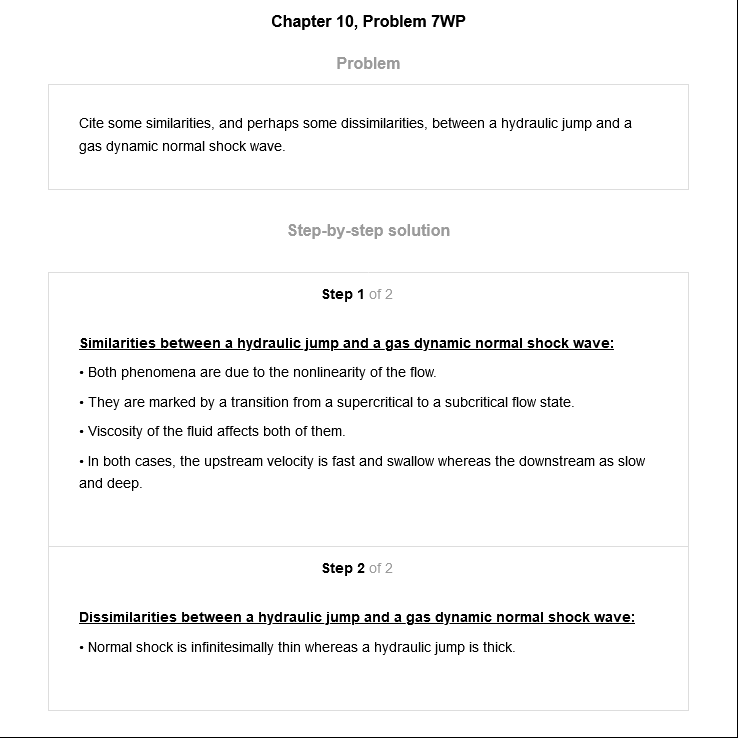 Chapter 10, Problem 7WP
Problem
Cite some similarities, and perhaps some dissimilarities, between a hydraulic jump and a
gas dynamic normal shock wave.
Step-by-step solution
Step 1 of 2
Similarities between a hydraulic jump and a gas dynamic normal shock wave:
• Both phenomena are due to the nonlinearity of the flow.
• They are marked by a transition from a supercritical to a subcritical flow state.
• Viscosity of the fluid affects both of them.
• In both cases, the upstream velocity is fast and swallow whereas the downstream as slow
and deep.
Step 2 of 2
Dissimilarities between a hydraulic jump and a gas dynamic normal shock wave:
• Normal shock is infinitesimally thin whereas a hydraulic jump is thick.